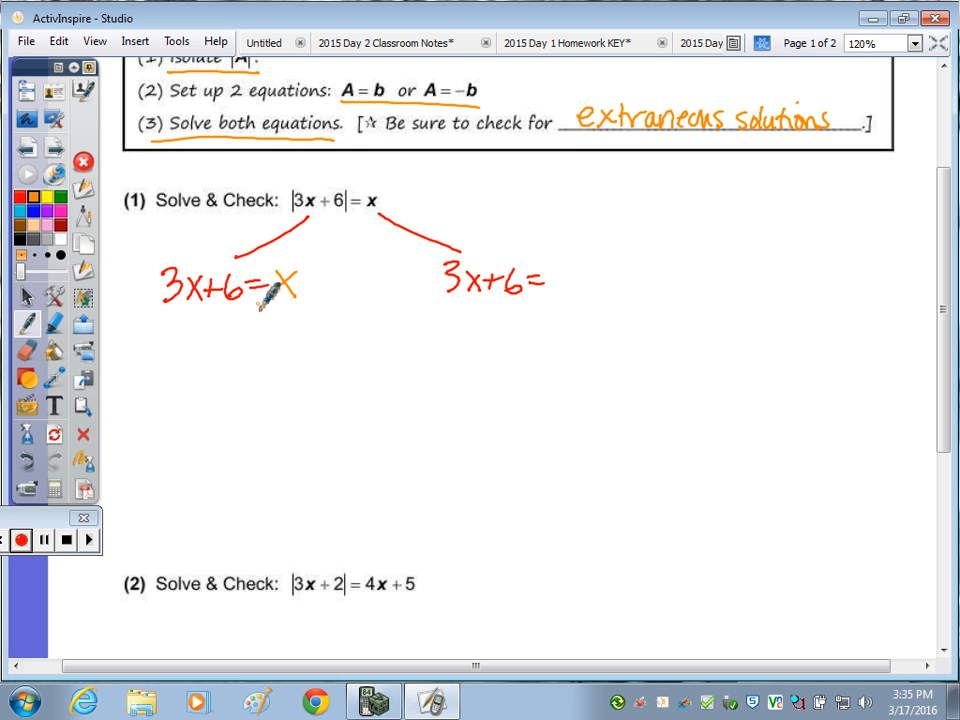 ActivInspire - Studio
File Edit View Insert Tools Help
Untitled 2015 Day 2 Classroom Notes* 2015 Day 1 Homework KEY* 2015 Day
Page 1 of 2 120%
(1) Isolate |A|.
(2) Set up 2 equations: A = b or A = -b
(3) Solve both equations. [☆ Be sure to check for extraneous solutions.]
(1) Solve & Check: |3x + 6| = x
3x+6=x 3x+6=
(2) Solve & Check: |3x + 2| = 4x + 5
3:35 PM
3/17/2016